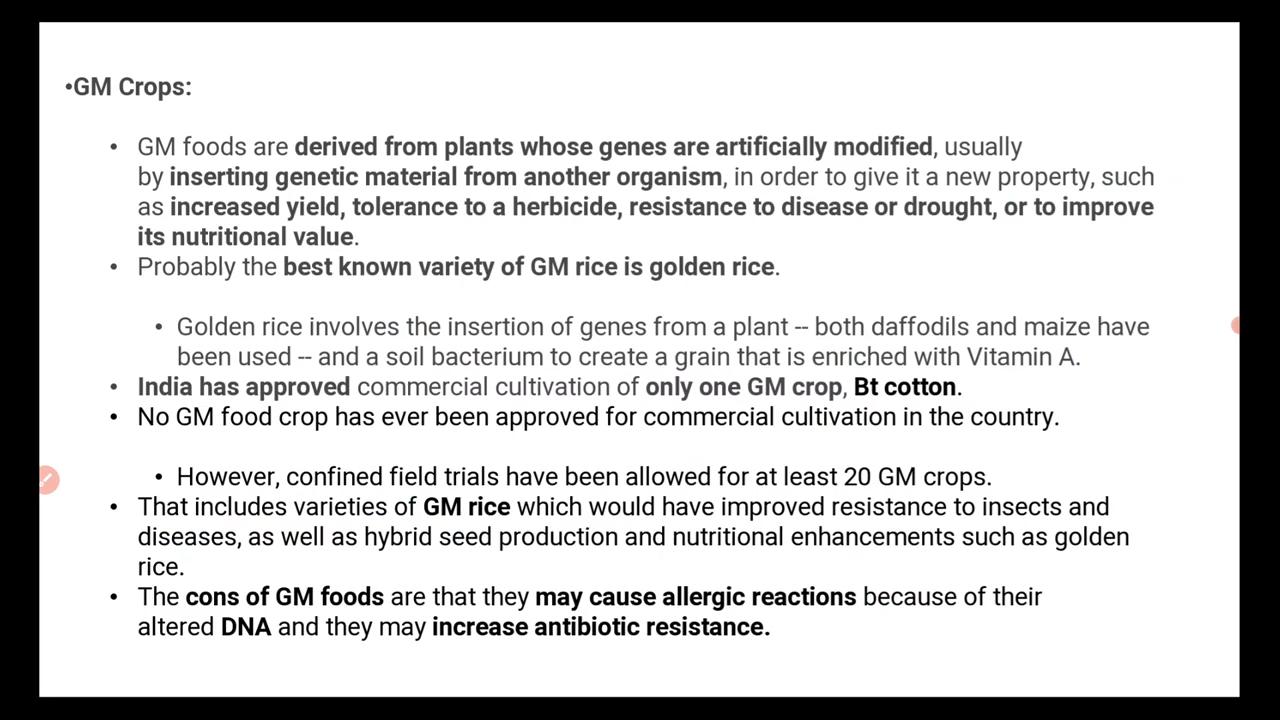 •GM Crops:
• GM foods are derived from plants whose genes are artificially modified, usually
by inserting genetic material from another organism, in order to give it a new property, such
as increased yield, tolerance to a herbicide, resistance to disease or drought, or to improve
its nutritional value.
• Probably the best known variety of GM rice is golden rice.
• Golden rice involves the insertion of genes from a plant -- both daffodils and maize have
been used -- and a soil bacterium to create a grain that is enriched with Vitamin A.
• India has approved commercial cultivation of only one GM crop, Bt cotton.
• No GM food crop has ever been approved for commercial cultivation in the country.
• However, confined field trials have been allowed for at least 20 GM crops.
• That includes varieties of GM rice which would have improved resistance to insects and
diseases, as well as hybrid seed production and nutritional enhancements such as golden
rice.
• The cons of GM foods are that they may cause allergic reactions because of their
altered DNA and they may increase antibiotic resistance.